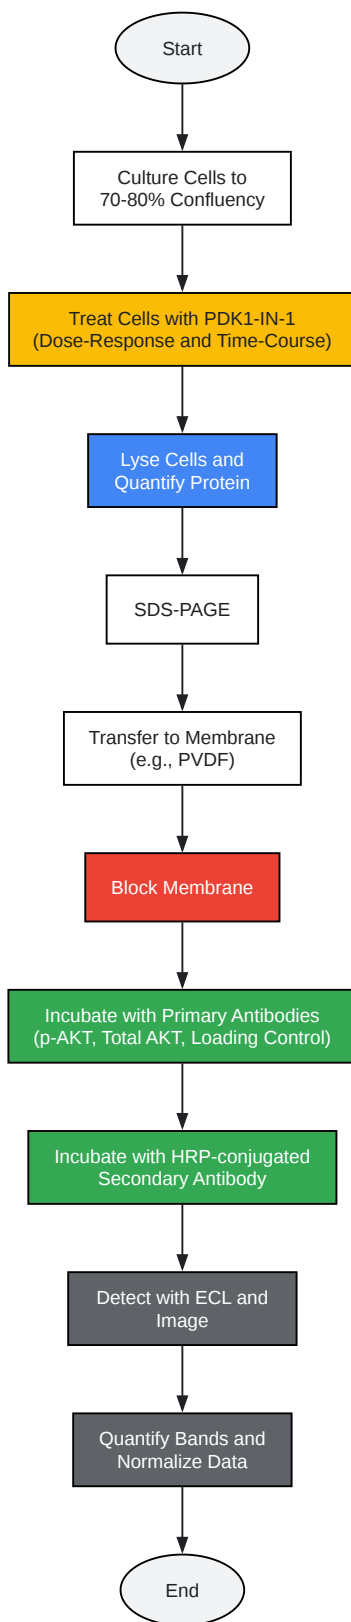 Start
Culture Cells to
70-80% Confluency
Treat Cells with PDK1-IN-1
(Dose-Response and Time-Course)
Lyse Cells and
Quantify Protein
SDS-PAGE
Transfer to Membrane
(e.g., PVDF)
Block Membrane
Incubate with Primary Antibodies
(p-AKT, Total AKT, Loading Control)
Incubate with HRP-conjugated
Secondary Antibody
Detect with ECL and
Image
Quantify Bands and
Normalize Data
End